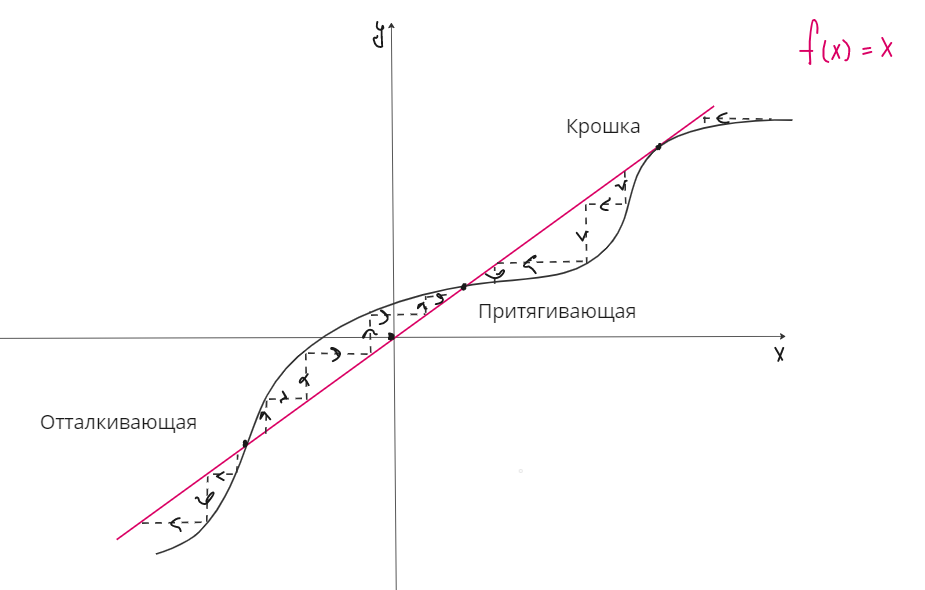 y
f(x) = x
Крошка
Притягивающая
x
Отталкивающая